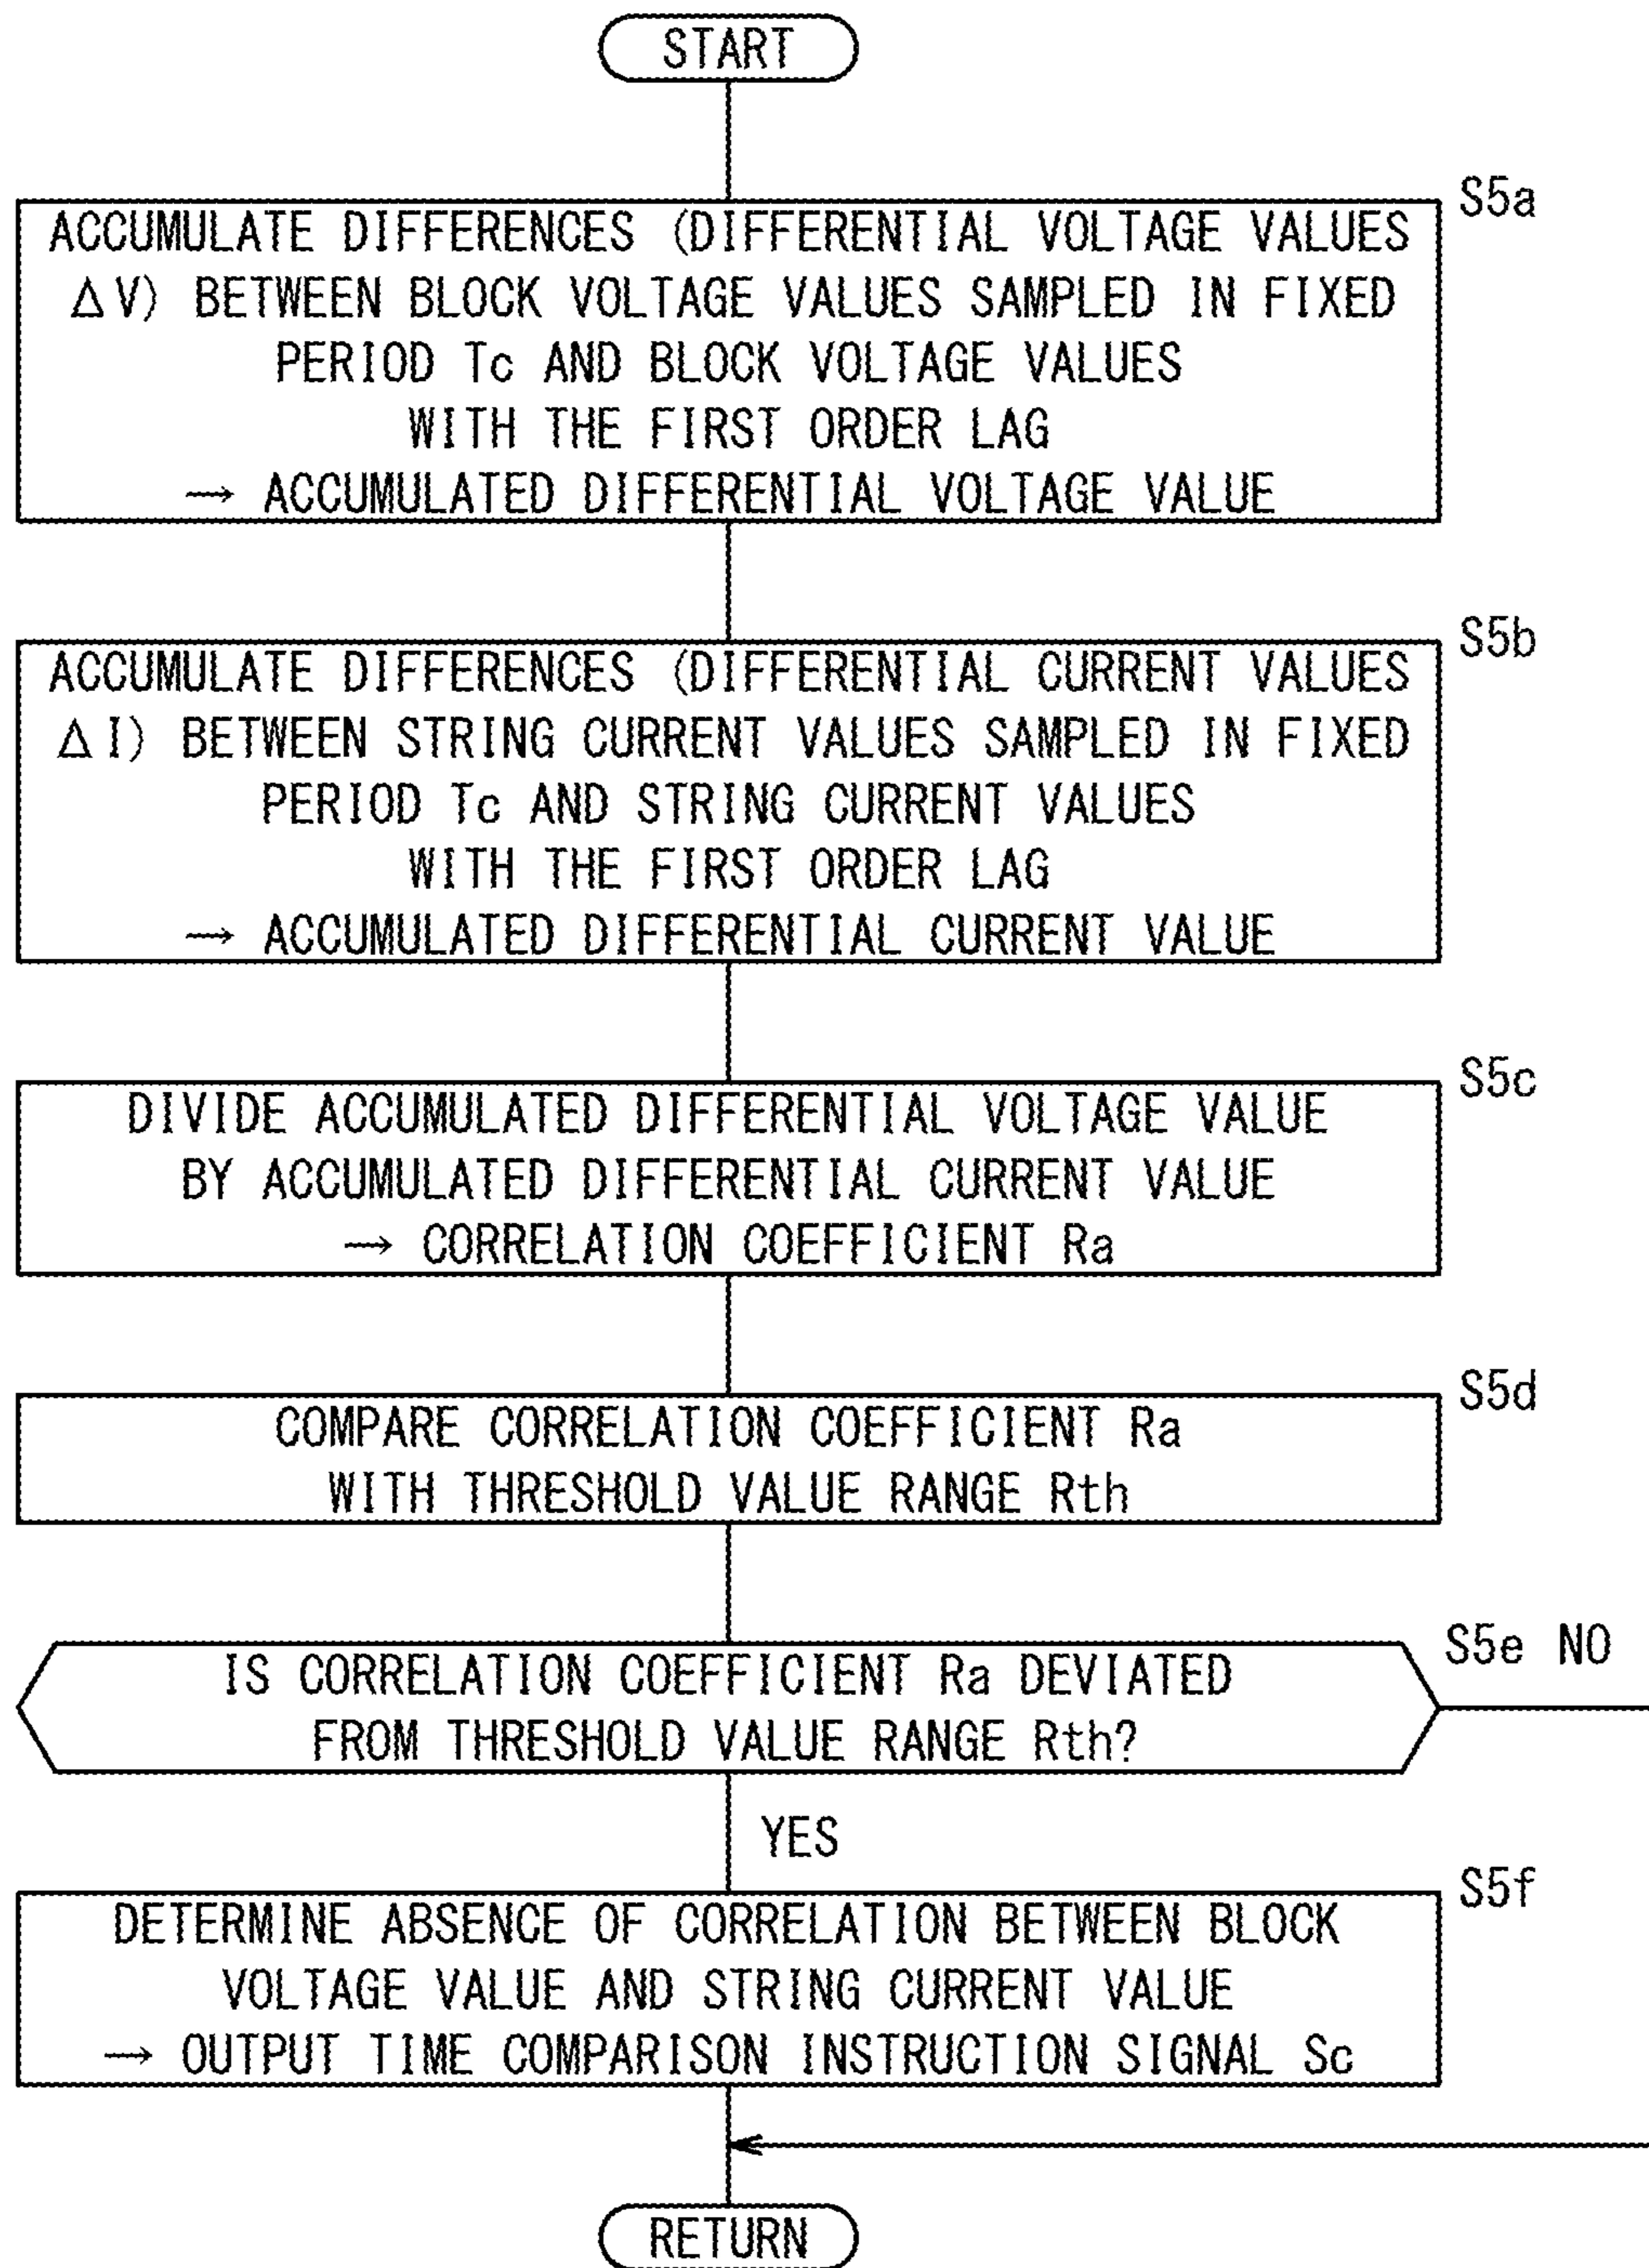 START
S5a
ACCUMULATE DIFFERENCES (DIFFERENTIAL VOLTAGE VALUES
ΔV) BETWEEN BLOCK VOLTAGE VALUES SAMPLED IN FIXED
PERIOD Tc AND BLOCK VOLTAGE VALUES
WITH THE FIRST ORDER LAG
→ ACCUMULATED DIFFERENTIAL VOLTAGE VALUE
S5b
ACCUMULATE DIFFERENCES (DIFFERENTIAL CURRENT VALUES
ΔI) BETWEEN STRING CURRENT VALUES SAMPLED IN FIXED
PERIOD Tc AND STRING CURRENT VALUES
WITH THE FIRST ORDER LAG
→ ACCUMULATED DIFFERENTIAL CURRENT VALUE
S5c
DIVIDE ACCUMULATED DIFFERENTIAL VOLTAGE VALUE
BY ACCUMULATED DIFFERENTIAL CURRENT VALUE
→ CORRELATION COEFFICIENT Ra
S5d
COMPARE CORRELATION COEFFICIENT Ra
WITH THRESHOLD VALUE RANGE Rth
S5e NO
IS CORRELATION COEFFICIENT Ra DEVIATED
FROM THRESHOLD VALUE RANGE Rth?
YES
S5f
DETERMINE ABSENCE OF CORRELATION BETWEEN BLOCK
VOLTAGE VALUE AND STRING CURRENT VALUE
→ OUTPUT TIME COMPARISON INSTRUCTION SIGNAL Sc
RETURN